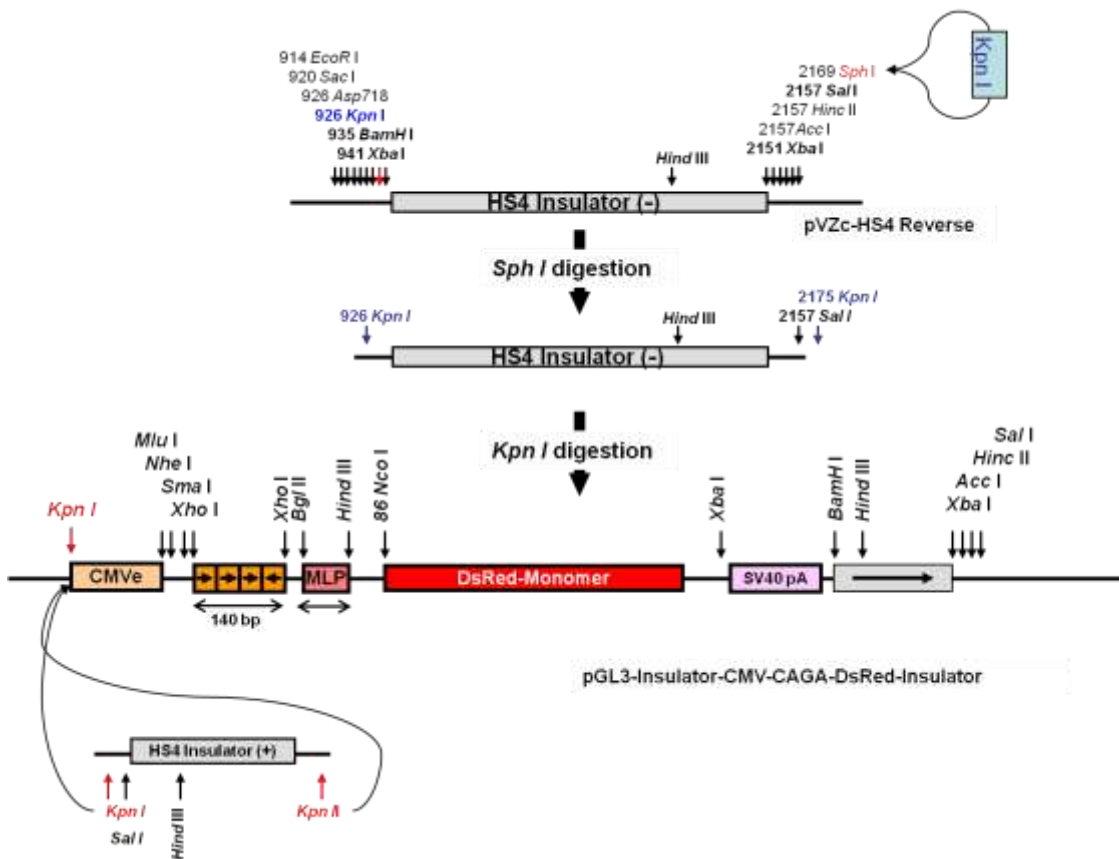 914 EcoR I
920 Sac I
926 Asp718
926 Kpn I
935 BamH I
941 Xba I
Hind III
2169 Sph I
2157 Sal I
2157 Hinc II
2157Acc I
2151 Xba I
Kpn I
HS4 Insulator (-)
pVZc-HS4 Reverse
Sph I digestion
926 Kpn I
Hind III
2175 Kpn I
2157 Sal I
HS4 Insulator (-)
Kpn I digestion
Kpn I
Mlu I
Nhe I
Sma I
Xho I
Xho I
Bgl II
Hind III
86 Nco I
Xba I
BamH I
Hind III
Sal I
Hinc II
Acc I
Xba I
CMVe
MLP
DsRed-Monomer
SV40 pA
140 bp
pGL3-Insulator-CMV-CAGA-DsRed-Insulator
HS4 Insulator (+)
Kpn I
Sal I
Hind III
Kpn II